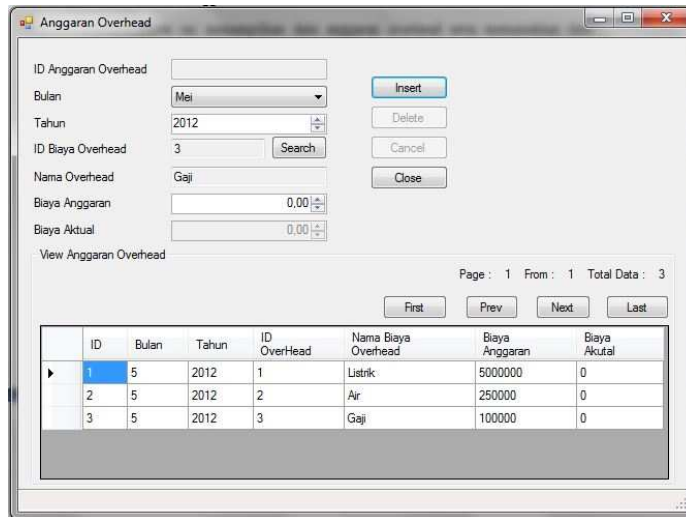 Anggaran Overhead
ID Anggaran Overhead
Insert
Bulan Mei
Delete
Tahun 2012
ID Biaya Overhead 3 Search
Cancel
Nama Overhead Gaji
Close
Biaya Anggaran 0,00
Biaya Aktual 0,00
View Anggaran Overhead
Page : 1 From : 1 Total Data : 3
First Prev Next Last
ID Bulan Tahun ID OverHead Nama Biaya Overhead Biaya Anggaran Biaya Akutal
1 5 2012 1 Listrik 5000000 0
2 5 2012 2 Air 250000 0
3 5 2012 3 Gaji 100000 0